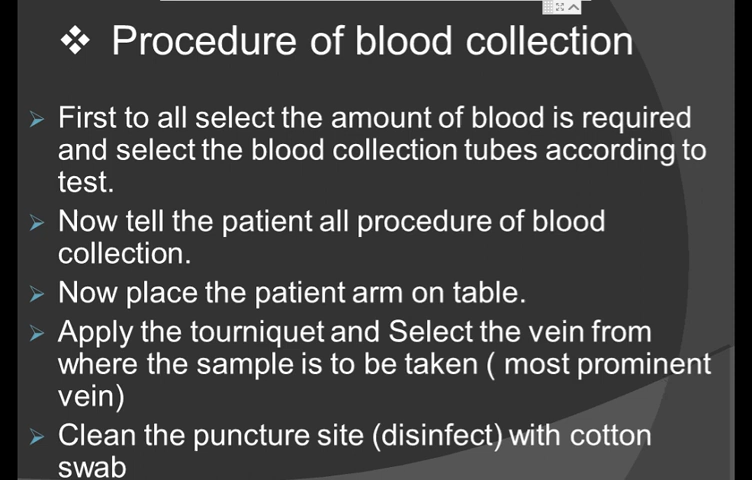 ❖ Procedure of blood collection
➢ First to all select the amount of blood is required
and select the blood collection tubes according to
test.
➢ Now tell the patient all procedure of blood
collection.
➢ Now place the patient arm on table.
➢ Apply the tourniquet and Select the vein from
where the sample is to be taken ( most prominent
vein)
➢ Clean the puncture site (disinfect) with cotton
swab